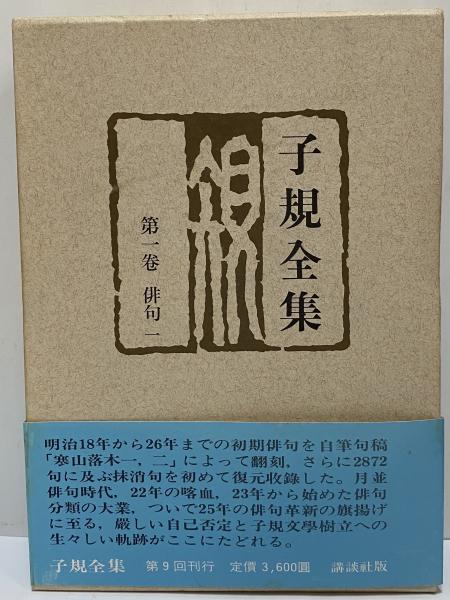 子規全集
第一巻 俳句一
明治18年から26年までの初期俳句を自筆句稿
「寒山落木一，二」によって翻刻，さらに2872
句に及ぶ抹消句を初めて復元収録した。月並
俳句時代，22年の喀血，23年から始めた俳句
分類の大業，ついで25年の俳句革新の旗揚げ
に至る，厳しい自己否定と子規文學樹立への
生々しい軌跡がここにたどれる。
子規全集 第9回刊行 定價 3,600圓 講談社版